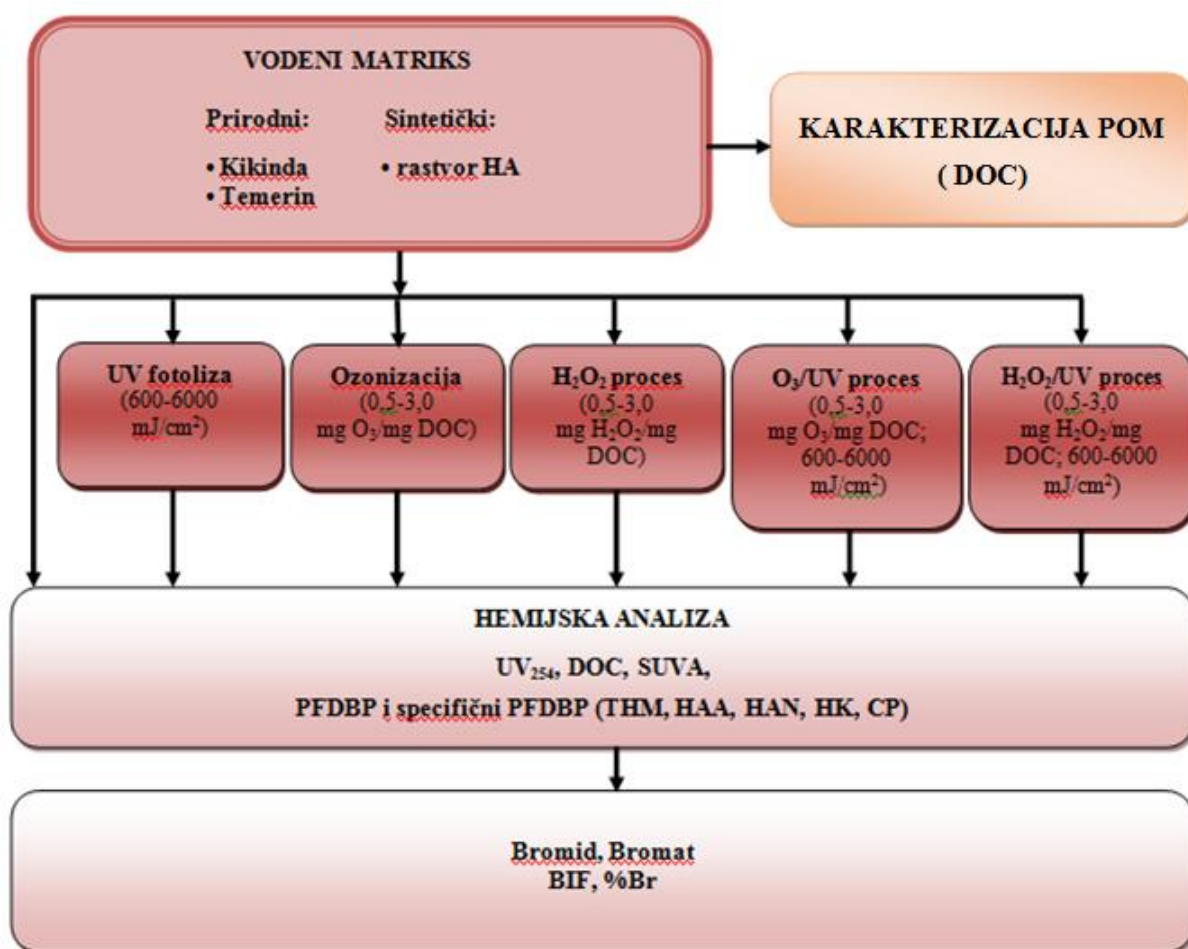 VODENI MATRIKS
Prirodni:
• Kikinda
• Temerin
Sintetički:
• rastvor HA
KARAKTERIZACIJA POM
( DOC)
UV fotoliza
(600-6000
mJ/cm²)
Ozonizacija
(0,5-3,0
mg O₃/mg DOC)
H₂O₂ proces
(0,5-3,0
mg H₂O₂/mg
DOC)
O₃/UV proces
(0,5-3,0
mg O₃/mg DOC;
600-6000
mJ/cm²)
H₂O₂/UV proces
(0,5-3,0
mg H₂O₂/mg
DOC; 600-6000
mJ/cm²)
HEMIJSKA ANALIZA
UV₂₅₄, DOC, SUVA,
PFDBP i specifični PFDBP (THM, HAA, HAN, HK, CP)
Bromid, Bromat
BIF, %Br